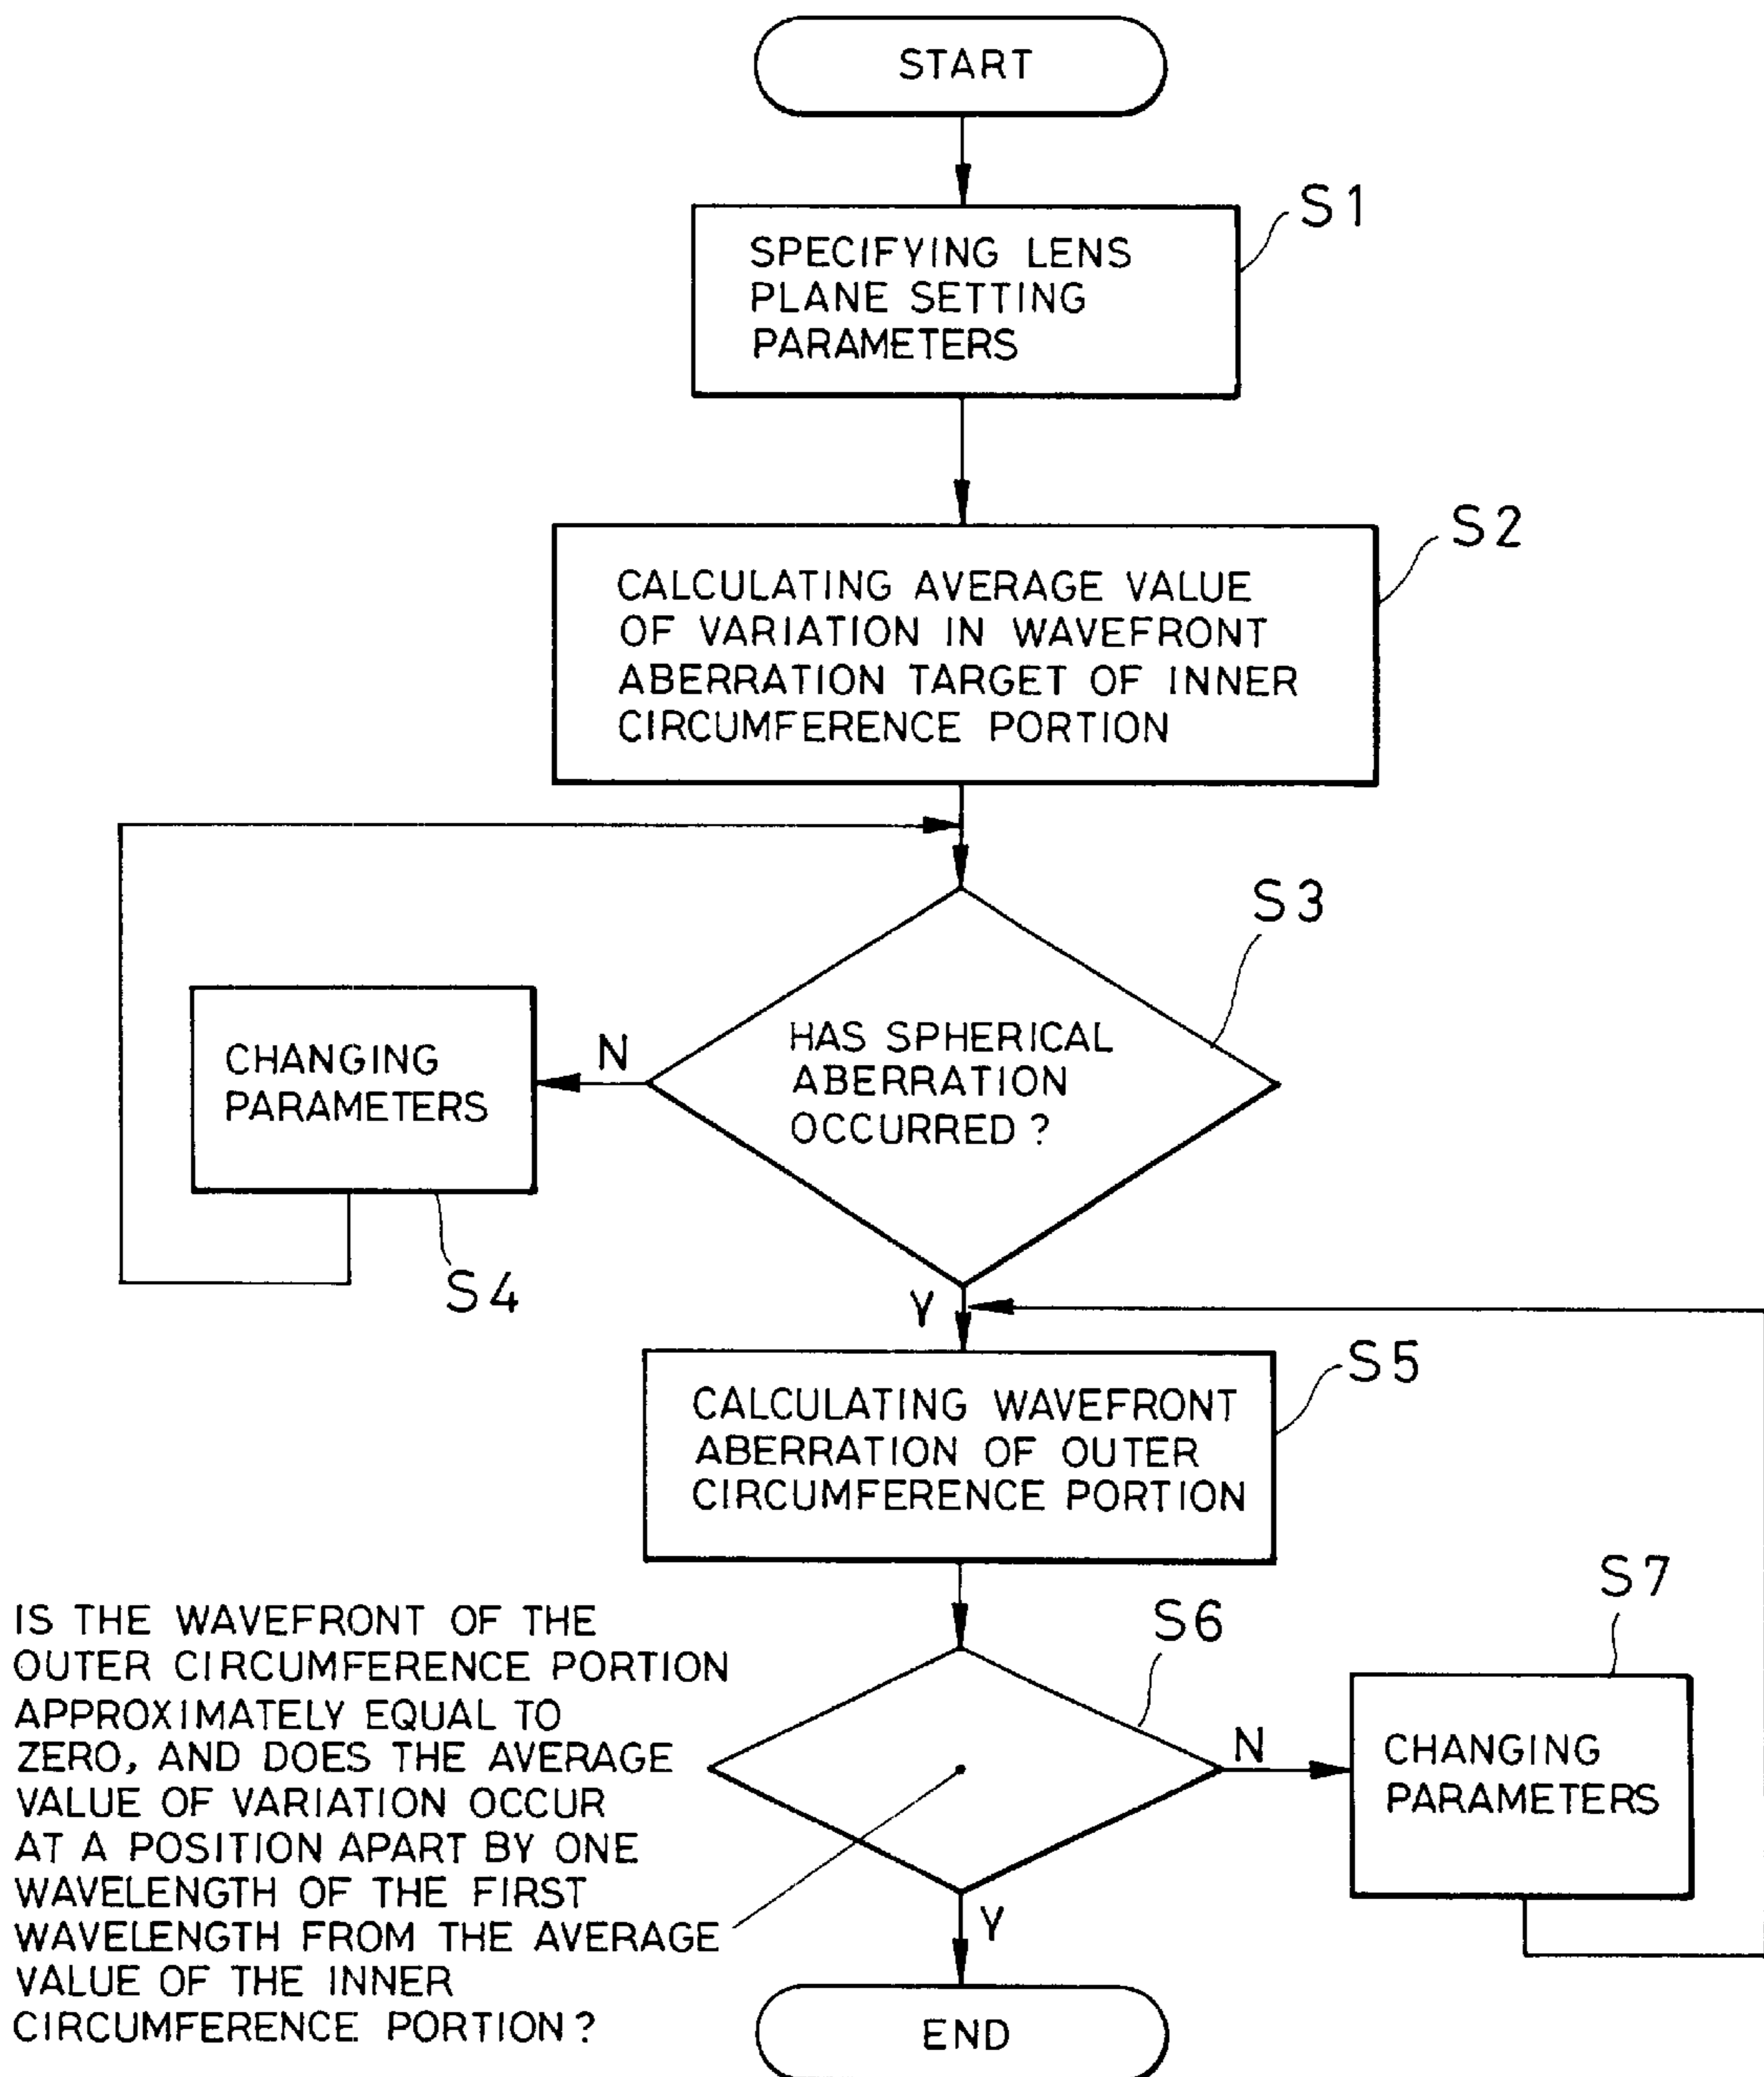 START
S1
SPECIFYING LENS
PLANE SETTING
PARAMETERS
S2
CALCULATING AVERAGE VALUE
OF VARIATION IN WAVEFRONT
ABERRATION TARGET OF INNER
CIRCUMFERENCE PORTION
S3
HAS SPHERICAL
ABERRATION
OCCURRED?
N
CHANGING
PARAMETERS
S4
Y
S5
CALCULATING WAVEFRONT
ABERRATION OF OUTER
CIRCUMFERENCE PORTION
S6
IS THE WAVEFRONT OF THE
OUTER CIRCUMFERENCE PORTION
APPROXIMATELY EQUAL TO
ZERO, AND DOES THE AVERAGE
VALUE OF VARIATION OCCUR
AT A POSITION APART BY ONE
WAVELENGTH OF THE FIRST
WAVELENGTH FROM THE AVERAGE
VALUE OF THE INNER
CIRCUMFERENCE PORTION?
N
S7
CHANGING
PARAMETERS
Y
END